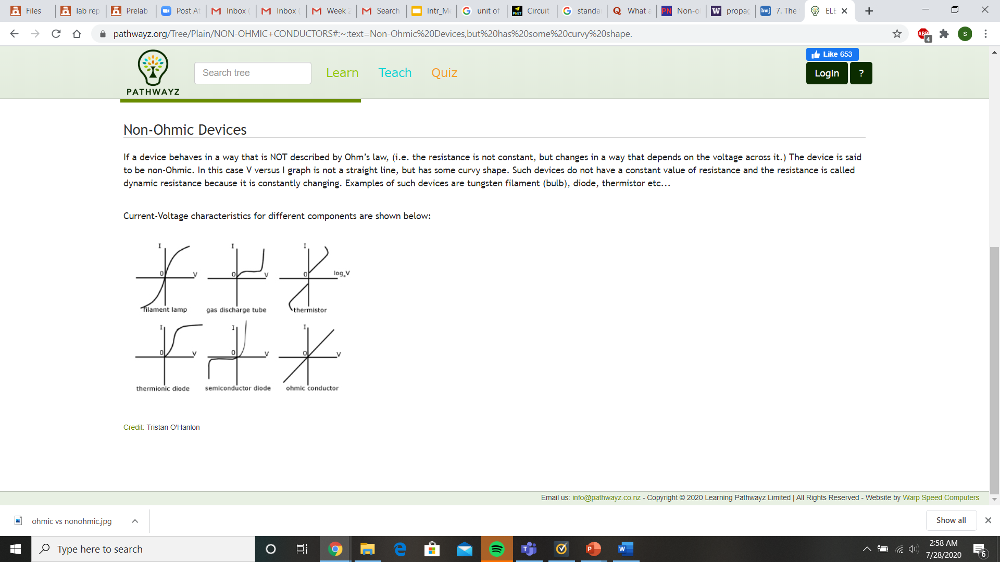 Files
lab rep
Prelab
Post At
Inbox (
Inbox (
Week 2
Search
Intr_Me
unit of
Circuit
standa
What a
Non-o
propag
7. The
ELE
pathwayz.org/Tree/Plain/NON-OHMIC+CONDUCTORS#:~:text=Non-Ohmic%20Devices,but%20has%20some%20curvy%20shape.
ABP
4
S
PATHWAYZ
Search tree
Learn
Teach
Quiz
Like 653
Login
?
Non-Ohmic Devices
If a device behaves in a way that is NOT described by Ohm's law, (i.e. the resistance is not constant, but changes in a way that depends on the voltage across it.) The device is said
to be non-Ohmic. In this case V versus I graph is not a straight line, but has some curvy shape. Such devices do not have a constant value of resistance and the resistance is called
dynamic resistance because it is constantly changing. Examples of such devices are tungsten filament (bulb), diode, thermistor etc...
Current-Voltage characteristics for different components are shown below:
I
0
V
filament lamp
I
0
V
gas discharge tube
I
0
thermistor
I
0
V
thermionic diode
I
0
V
semiconductor diode
I
0
V
ohmic conductor
Credit: Tristan O'Hanlon
Email us: info@pathwayz.co.nz - Copyright © 2020 Learning Pathwayz Limited | All Rights Reserved - Website by Warp Speed Computers
ohmic vs nonohmic.jpg
Show all
Type here to search
2:58 AM
7/28/2020
6